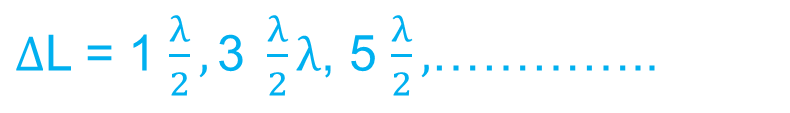 ΔL = 1 λ/2, 3 λ/2 λ, 5 λ/2,..............